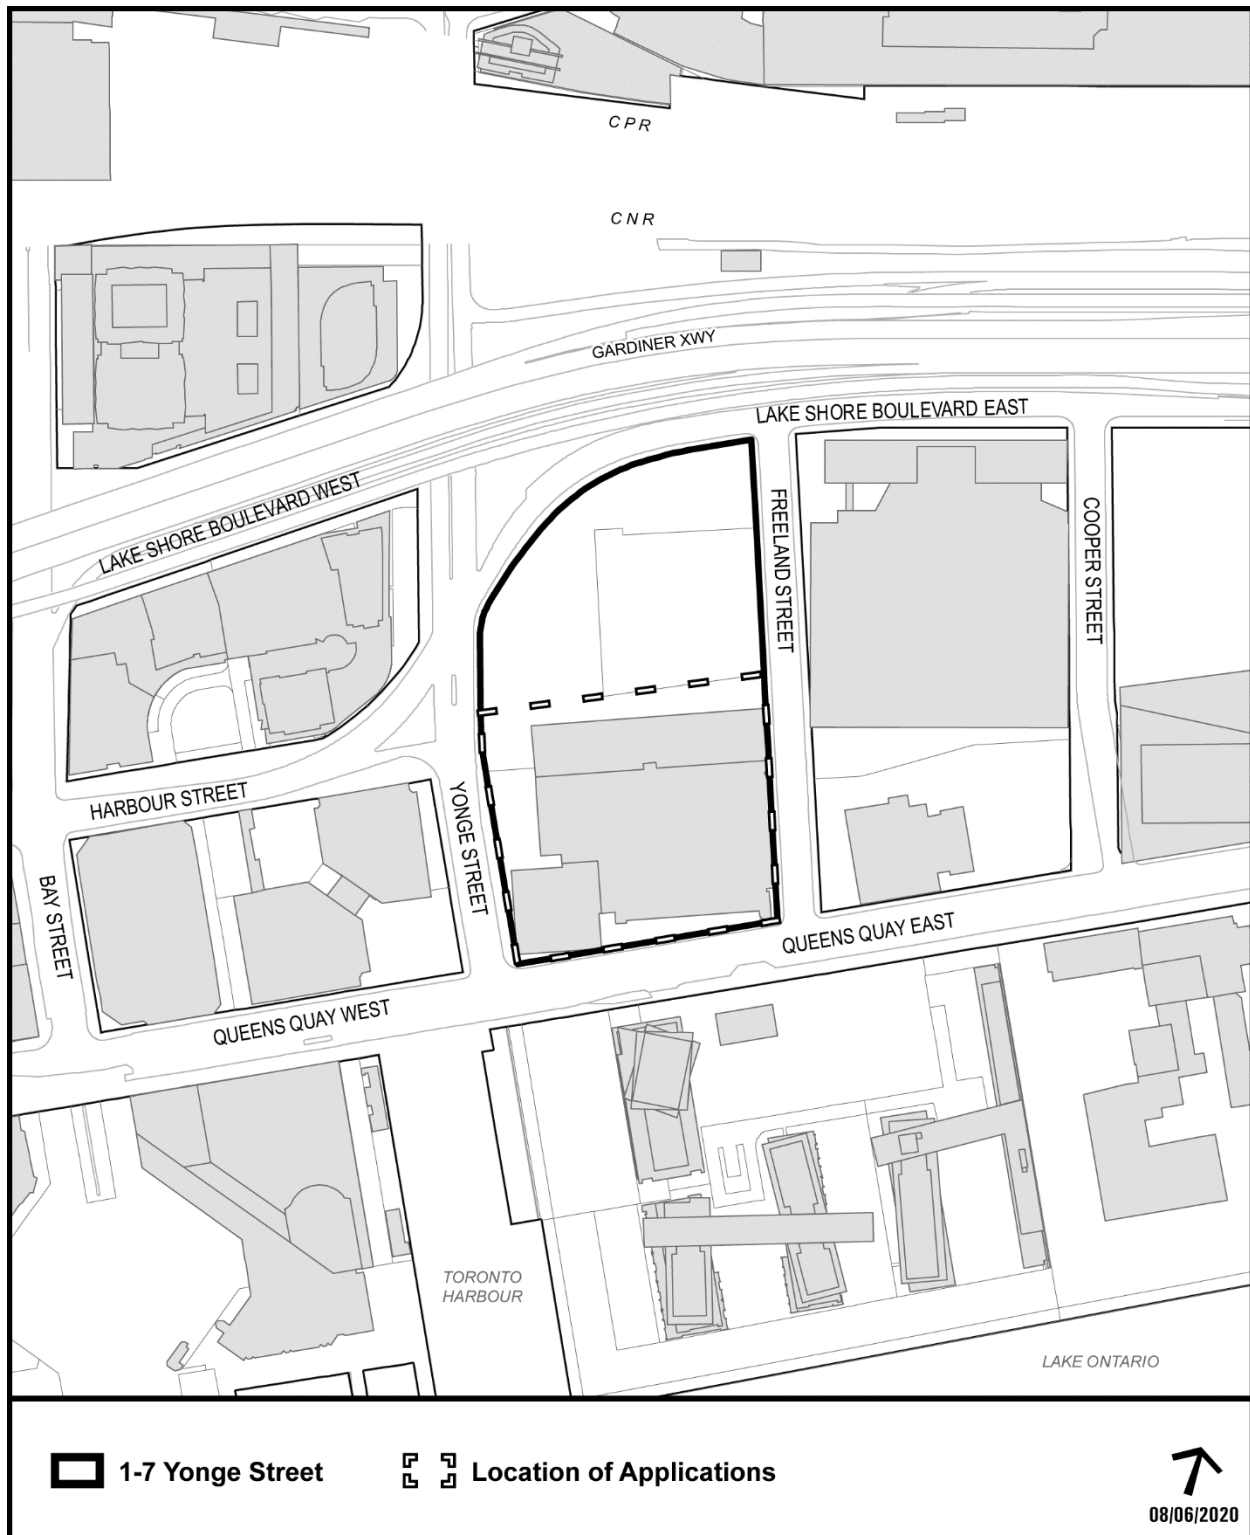 CPR
CNR
GARDINER XWY
LAKE SHORE BOULEVARD EAST
LAKE SHORE BOULEVARD WEST
FREELAND STREET
COOPER STREET
HARBOUR STREET
YONGE STREET
BAY STREET
QUEENS QUAY EAST
QUEENS QUAY WEST
TORONTO
HARBOUR
LAKE ONTARIO
1-7 Yonge Street
Location of Applications
08/06/2020